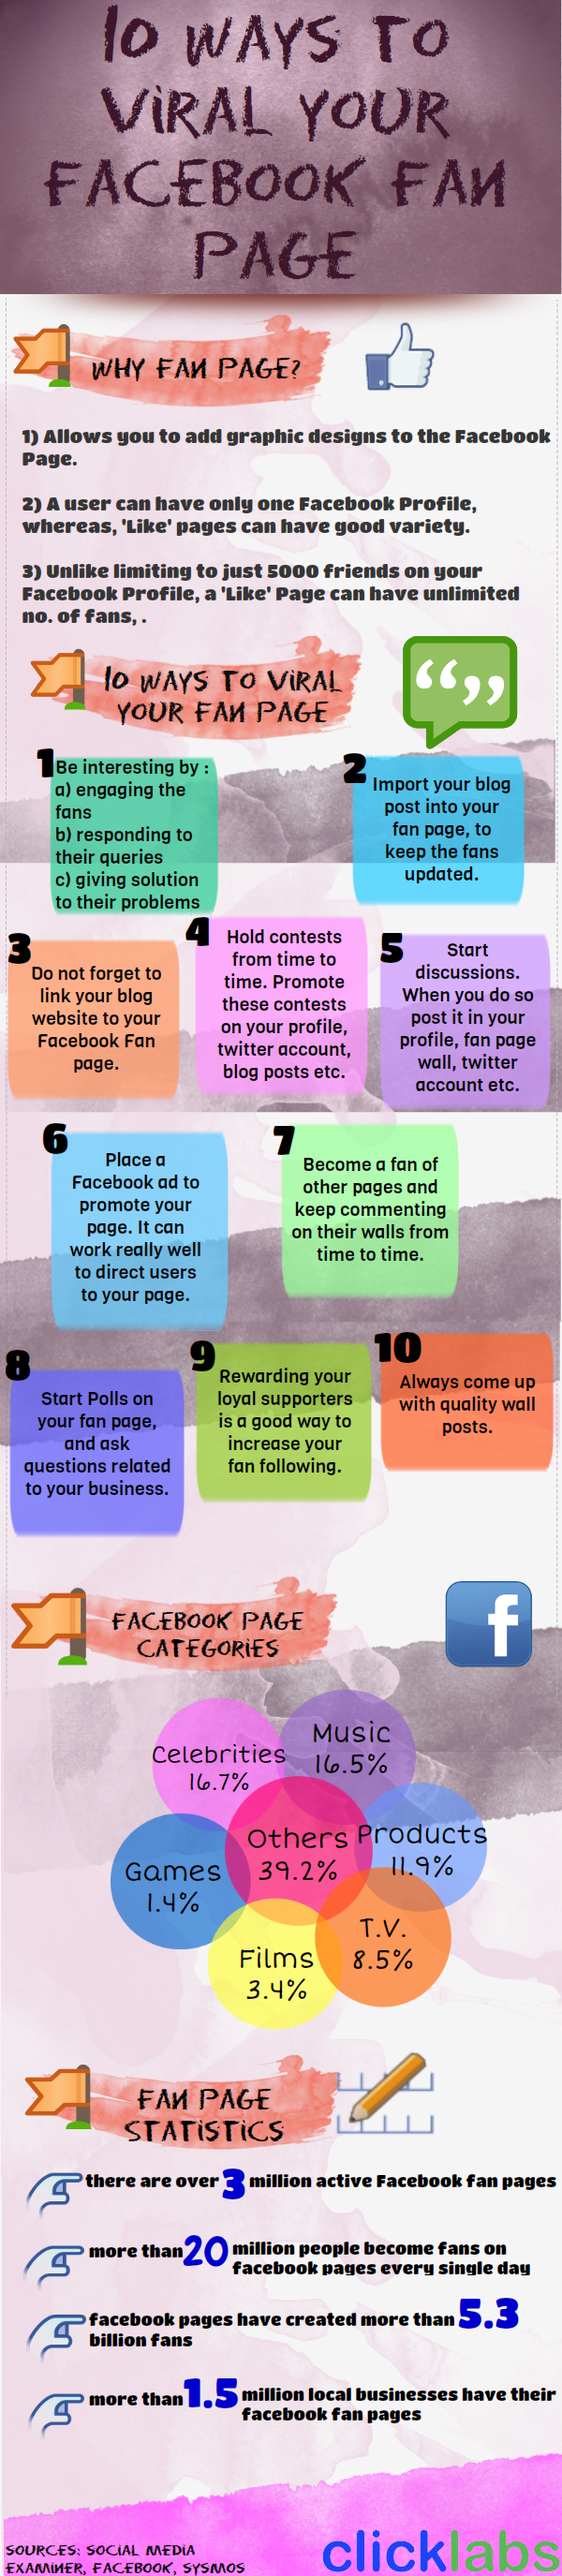 10 WAYS TO
VIRAL YOUR
FACEBOOK FAN
PAGE
WHY FAN PAGE?
1) Allows you to add graphic designs to the Facebook
Page.
2) A user can have only one Facebook Profile,
whereas, 'Like' pages can have good variety.
3) Unlike limiting to just 5000 friends on your
Facebook Profile, a 'Like' Page can have unlimited
no. of fans, .
10 WAYS TO VIRAL
YOUR FAN PAGE
1
Be interesting by :
a) engaging the
fans
b) responding to
their queries
c) giving solution
to their problems
2
Import your blog
post into your
fan page, to
keep the fans
updated.
3
Do not forget to
link your blog
website to your
Facebook Fan
page.
4
Hold contests
from time to
time. Promote
these contests
on your profile,
twitter account,
blog posts etc.
5
Start
discussions.
When you do so
post it in your
profile, fan page
wall, twitter
account etc.
6
Place a
Facebook ad to
promote your
page. It can
work really well
to direct users
to your page.
7
Become a fan of
other pages and
keep commenting
on their walls from
time to time.
8
Start Polls on
your fan page,
and ask
questions related
to your business.
9
Rewarding your
loyal supporters
is a good way to
increase your
fan following.
10
Always come up
with quality wall
posts.
FACEBOOK PAGE
CATEGORIES
f
Celebrities
16.7%
Music
16.5%
Others
39.2%
Products
11.9%
Games
1.4%
T.V.
8.5%
Films
3.4%
FAN PAGE
STATISTICS
there are over 3 million active Facebook fan pages
more than 20 million people become fans on
facebook pages every single day
facebook pages have created more than 5.3
billion fans
more than 1.5 million local businesses have their
facebook fan pages
SOURCES: SOCIAL MEDIA
EXAMINER, FACEBOOK, SYSMOS
clicklabs